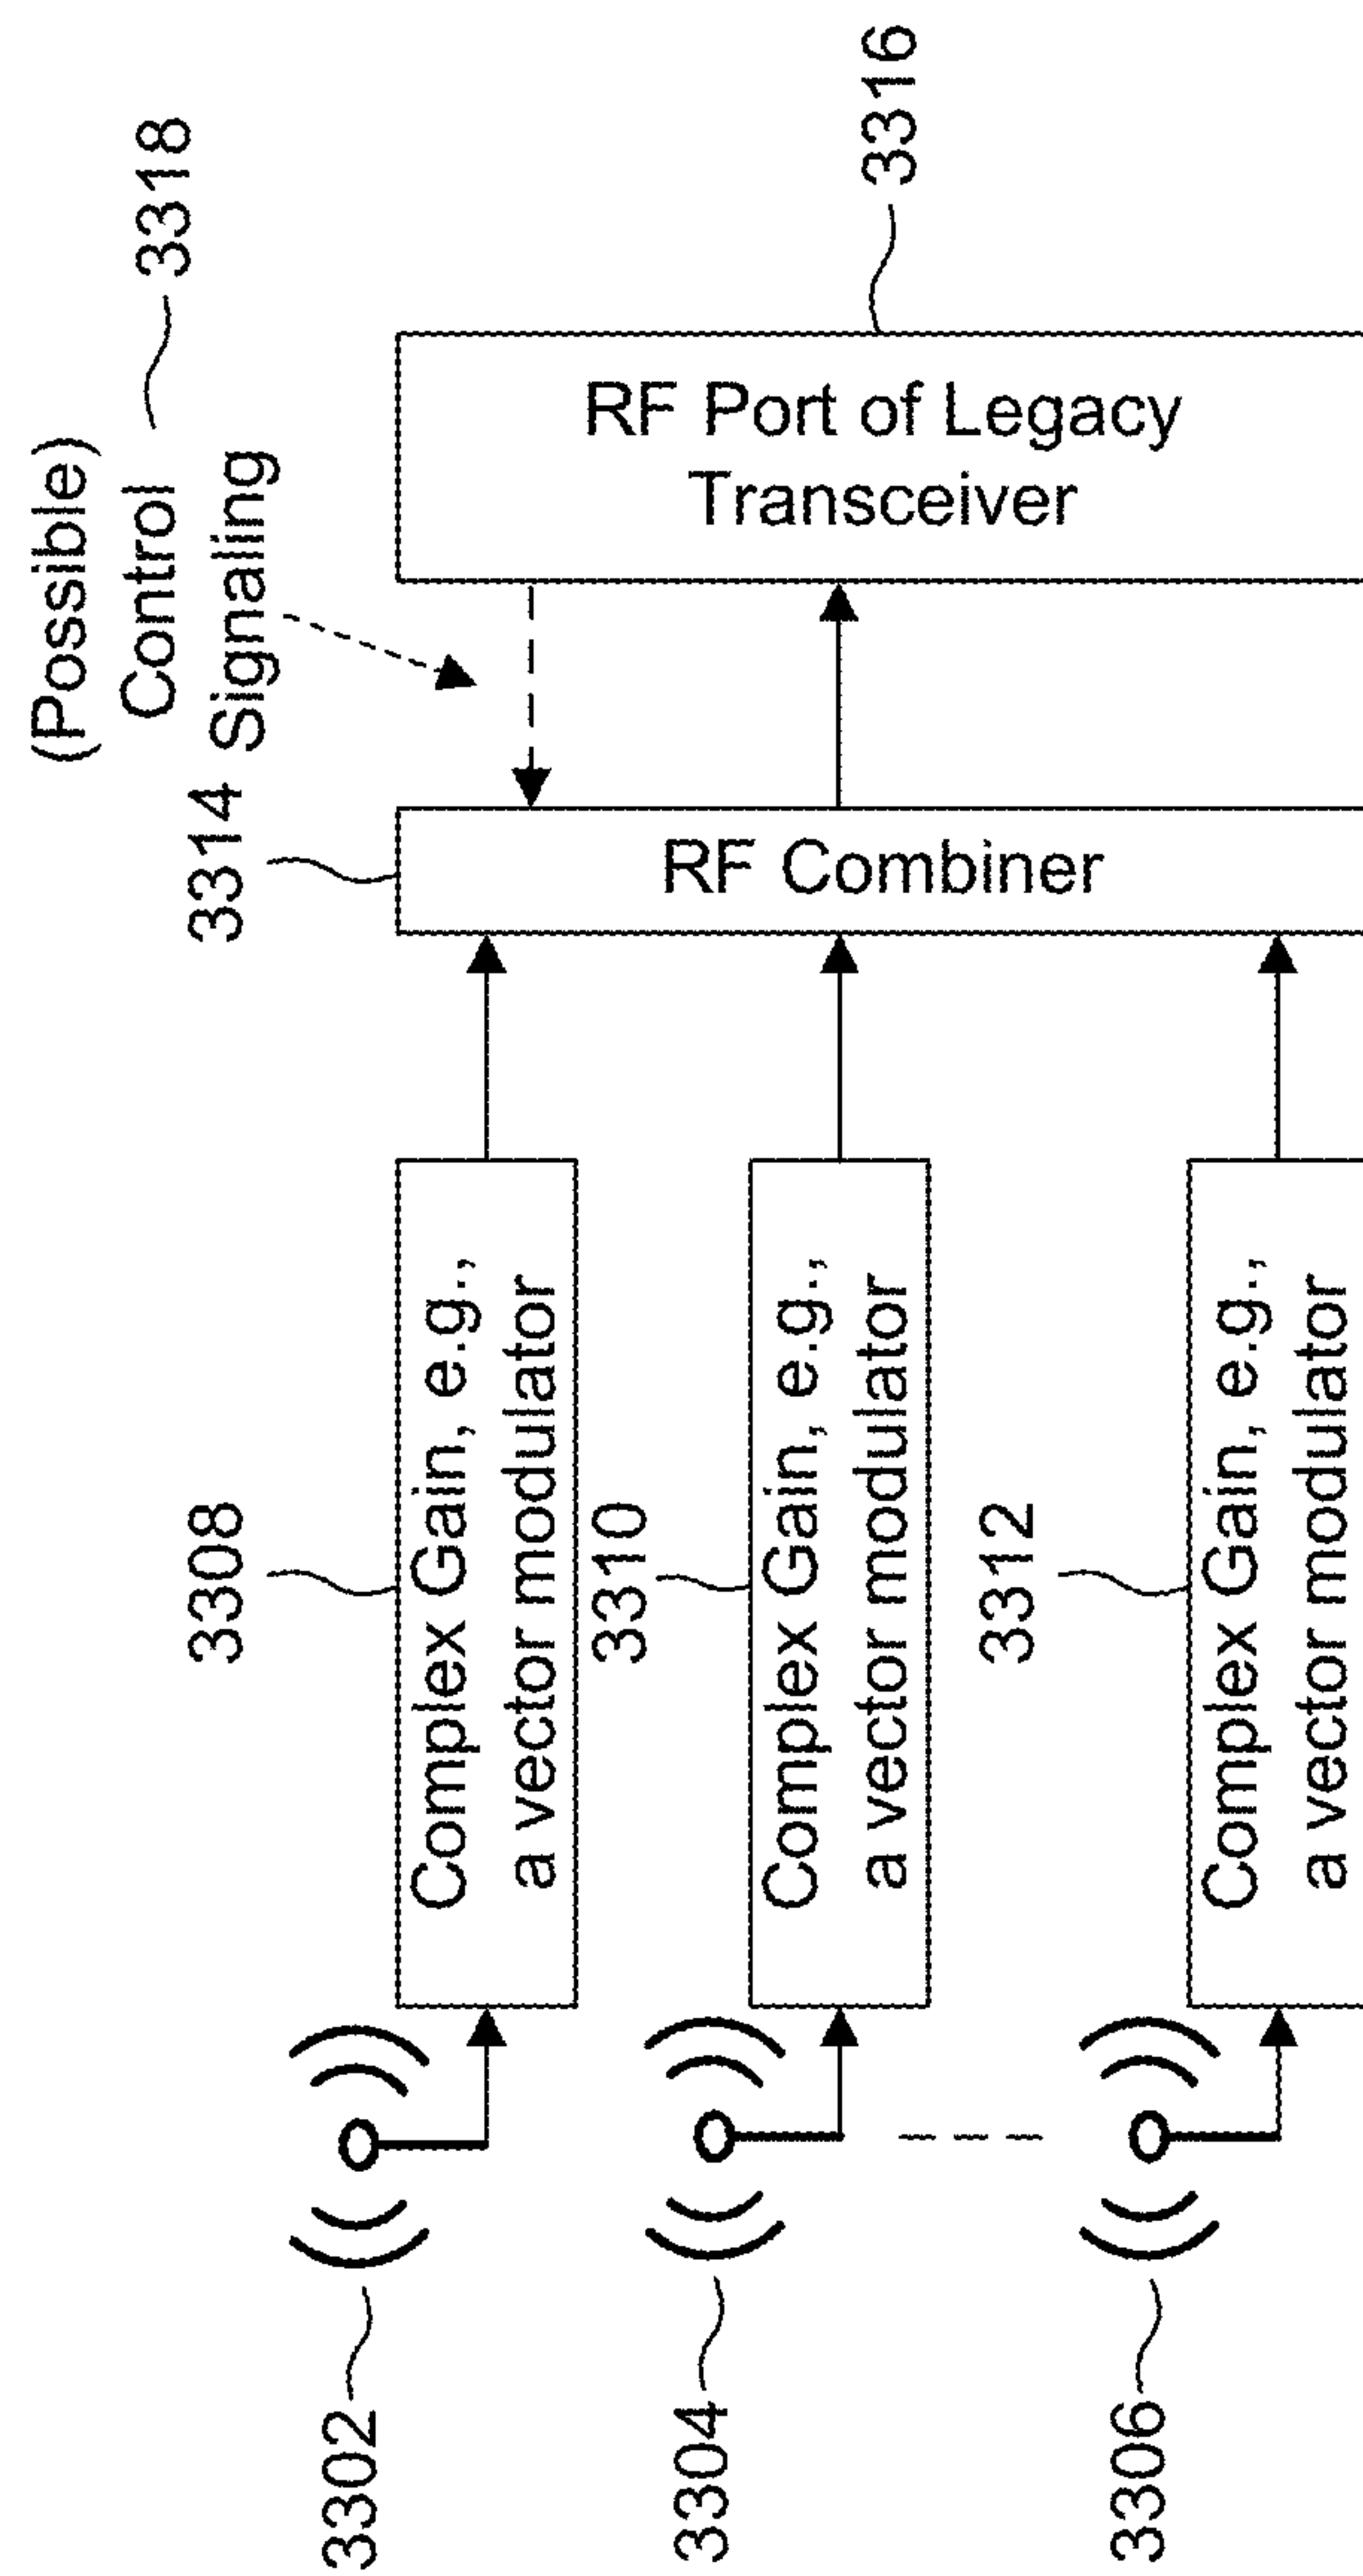 3302
3304
3306
3308
Complex Gain, e.g.,
a vector modulator
3310
Complex Gain, e.g.,
a vector modulator
3312
Complex Gain, e.g.,
a vector modulator
3314
RF Combiner
(Possible)
Control
Signaling
3318
RF Port of Legacy
Transceiver
3316